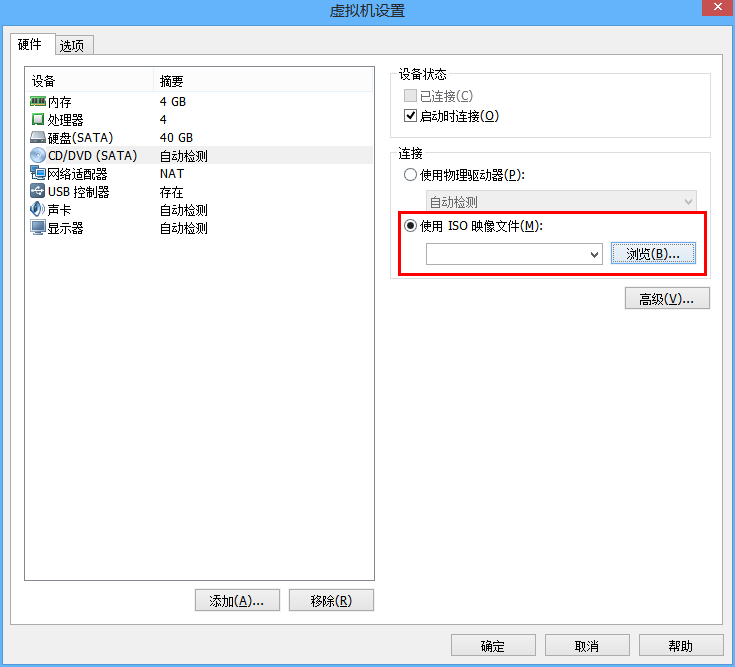 虚拟机设置
硬件 选项
设备 摘要
内存 4 GB
处理器 4
硬盘(SATA) 40 GB
CD/DVD (SATA) 自动检测
网络适配器 NAT
USB 控制器 存在
声卡 自动检测
显示器 自动检测
添加(A)... 移除(R)
设备状态
已连接(C)
启动时连接(O)
连接
使用物理驱动器(P):
自动检测
使用 ISO 映像文件(M):
浏览(B)...
高级(V)...
确定 取消 帮助